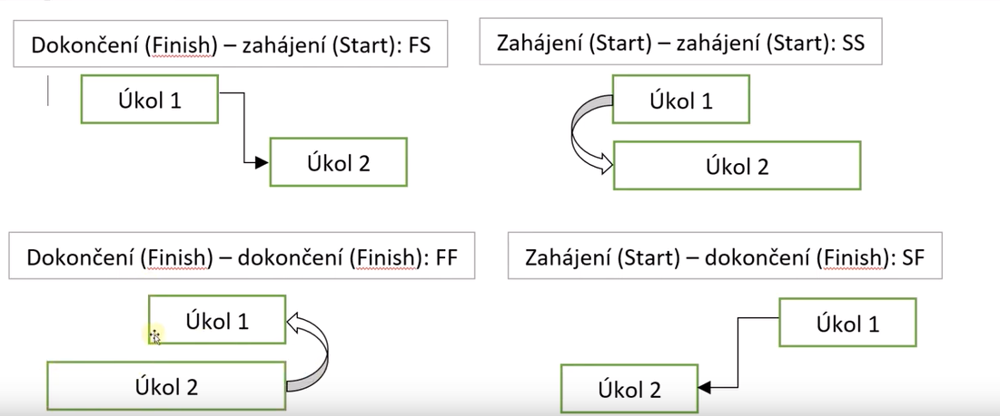 Dokončení (Finish) – zahájení (Start): FS
Úkol 1
Úkol 2
Zahájení (Start) – zahájení (Start): SS
Úkol 1
Úkol 2
Dokončení (Finish) – dokončení (Finish): FF
Úkol 1
Úkol 2
Zahájení (Start) – dokončení (Finish): SF
Úkol 1
Úkol 2